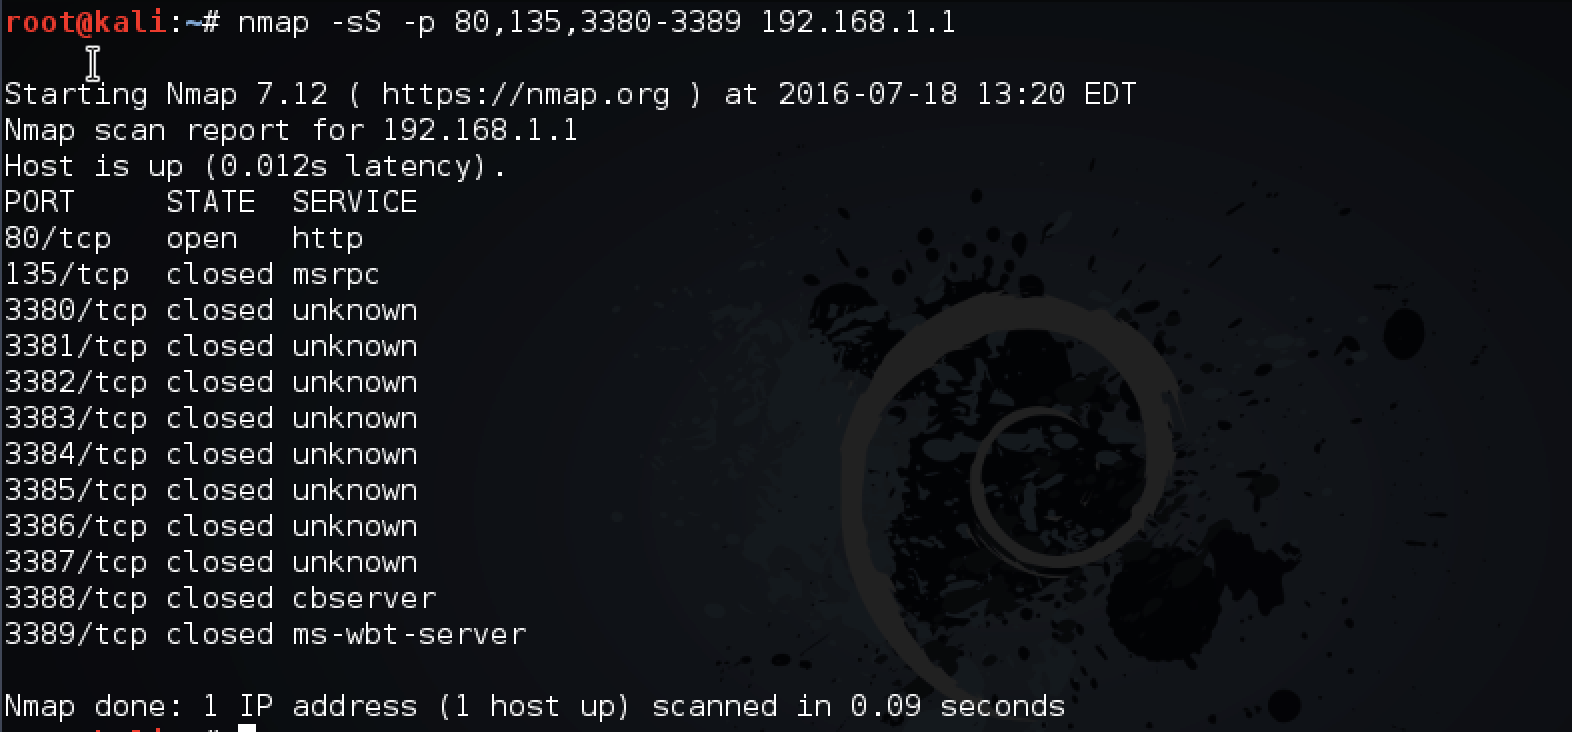 root@kali:~# nmap -sS -p 80,135,3380-3389 192.168.1.1
Starting Nmap 7.12 ( https://nmap.org ) at 2016-07-18 13:20 EDT
Nmap scan report for 192.168.1.1
Host is up (0.012s latency).
PORT     STATE  SERVICE
80/tcp   open   http
135/tcp  closed msrpc
3380/tcp closed unknown
3381/tcp closed unknown
3382/tcp closed unknown
3383/tcp closed unknown
3384/tcp closed unknown
3385/tcp closed unknown
3386/tcp closed unknown
3387/tcp closed unknown
3388/tcp closed cbserver
3389/tcp closed ms-wbt-server
Nmap done: 1 IP address (1 host up) scanned in 0.09 seconds